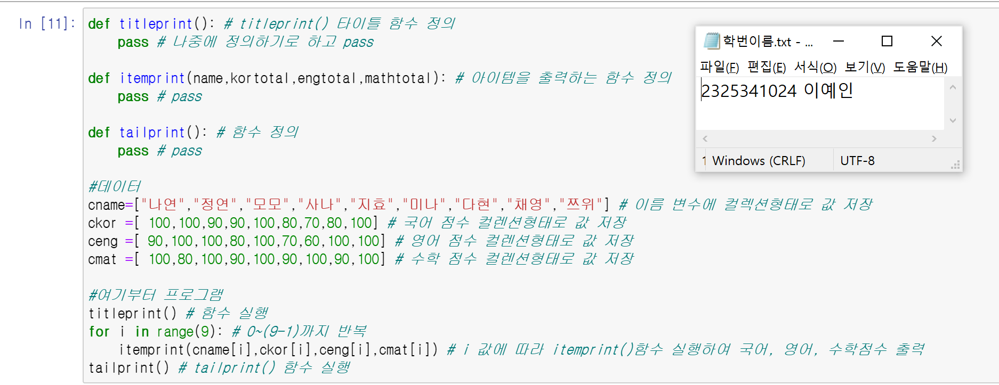 In [11]:
def titleprint(): # titleprint() 타이틀 함수 정의
    pass # 나중에 정의하기로 하고 pass
def itemprint(name,kortotal,engtotal,mathtotal): # 아이템을 출력하는 함수 정의
    pass # pass
def tailprint(): # 함수 정의
    pass # pass
#데이터
cname=["나연","정연","모모","사나","지효","미나","다현","채영","쯔위"] # 이름 변수에 컬렉션형태로 값 저장
ckor =[ 100,100,90,90,100,80,70,80,100] # 국어 점수 컬렌션형태로 값 저장
ceng =[ 90,100,100,80,100,70,60,100,100] # 영어 점수 컬렌션형태로 값 저장
cmat =[ 100,80,100,90,100,90,100,90,100] # 수학 점수 컬렌션형태로 값 저장
#여기부터 프로그램
titleprint() # 함수 실행
for i in range(9): # 0~(9-1)까지 반복
    itemprint(cname[i],ckor[i],ceng[i],cmat[i]) # i 값에 따라 itemprint()함수 실행하여 국어, 영어, 수학점수 출력
tailprint() # tailprint() 함수 실행
학번이름.txt - ...
파일(F) 편집(E) 서식(O) 보기(V) 도움말(H)
2325341024 이예인
Windows (CRLF) UTF-8